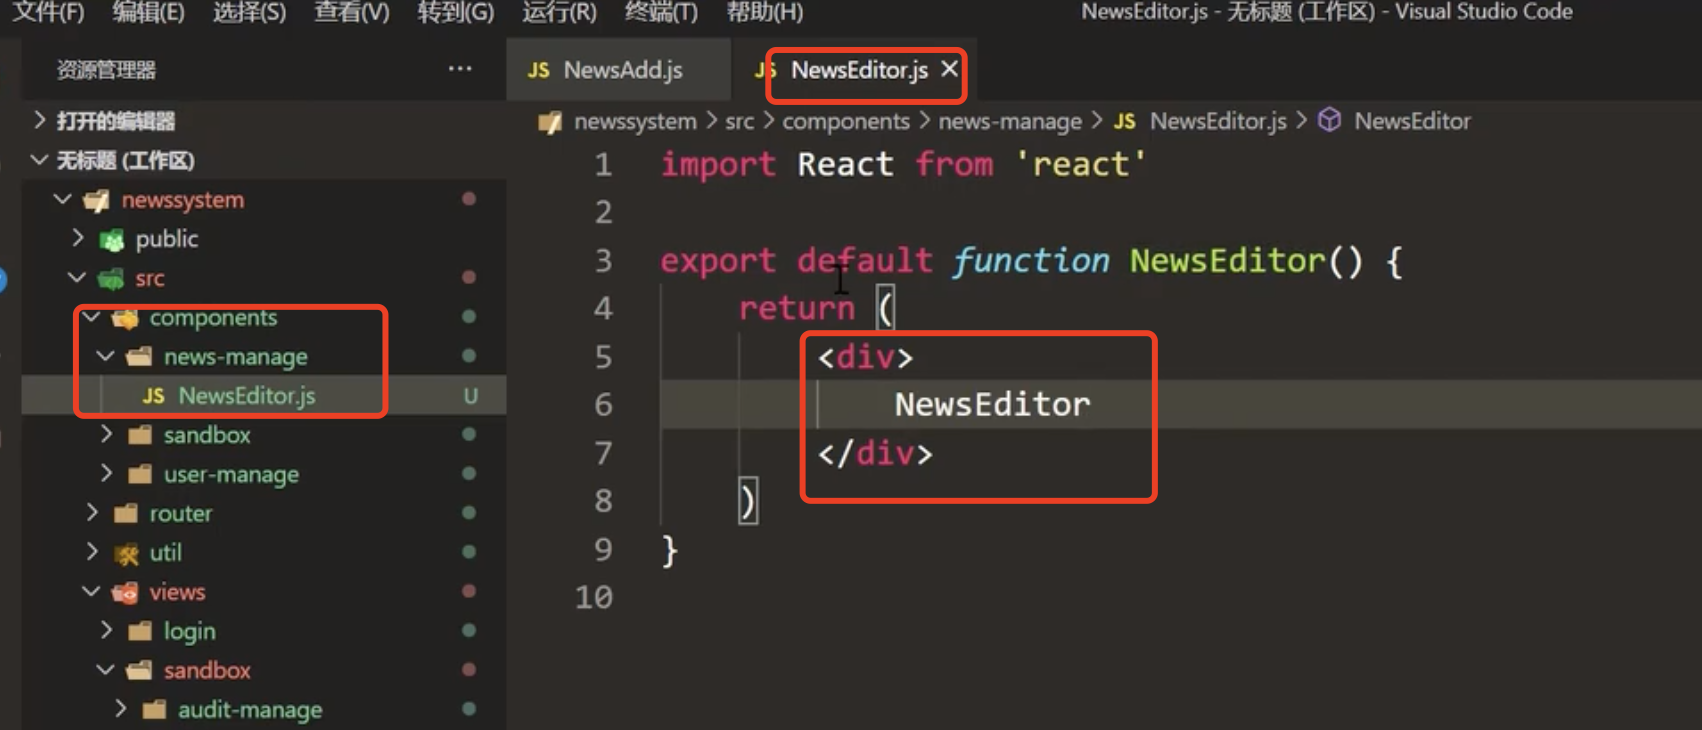 文件(F) 编辑(E) 选择(S) 查看(V) 转到(G) 运行(R) 终端(T) 帮助(H) NewsEditor.js - 无标题 (工作区) - Visual Studio Code
资源管理器 ···
打开的编辑器
无标题 (工作区)
newssystem
public
src
components
news-manage
JS NewsEditor.js U
sandbox
user-manage
router
util
views
login
sandbox
audit-manage
JS NewsAdd.js JS NewsEditor.js
newssystem > src > components > news-manage > JS NewsEditor.js > NewsEditor
1 import React from 'react'
2
3 export default function NewsEditor() {
4 return (
5 <div>
6 NewsEditor
7 </div>
8 )
9 }
10